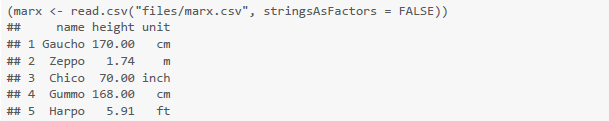 (marx <- read.csv("files/marx.csv", stringsAsFactors = FALSE))
##     name height unit
## 1 Gaucho 170.00   cm
## 2  Zeppo   1.74    m
## 3  Chico  70.00 inch
## 4  Gummo 168.00   cm
## 5  Harpo   5.91   ft